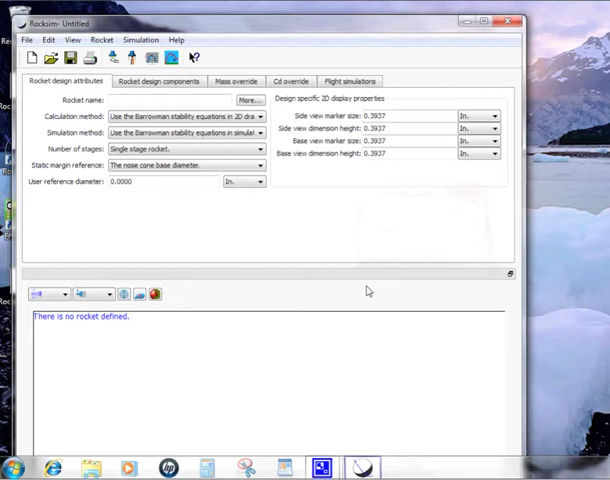 Rocksim- Untitled
File Edit View Rocket Simulation Help
Rocket design attributes Rocket design components Mass override Cd override Flight simulations
Rocket name: More...
Calculation method: Use the Barrowman stability equations in 2D dra
Simulation method: Use the Barrowman stability equations in simulat
Number of stages: Single stage rocket.
Static margin reference: The nose cone base diameter.
User reference diameter: 0.0000 In.
Design specific 2D display properties
Side view marker size: 0.3937 In.
Side view dimension height: 0.3937 In.
Base view marker size: 0.3937 In.
Base view dimension height: 0.3937 In.
There is no rocket defined.
hp